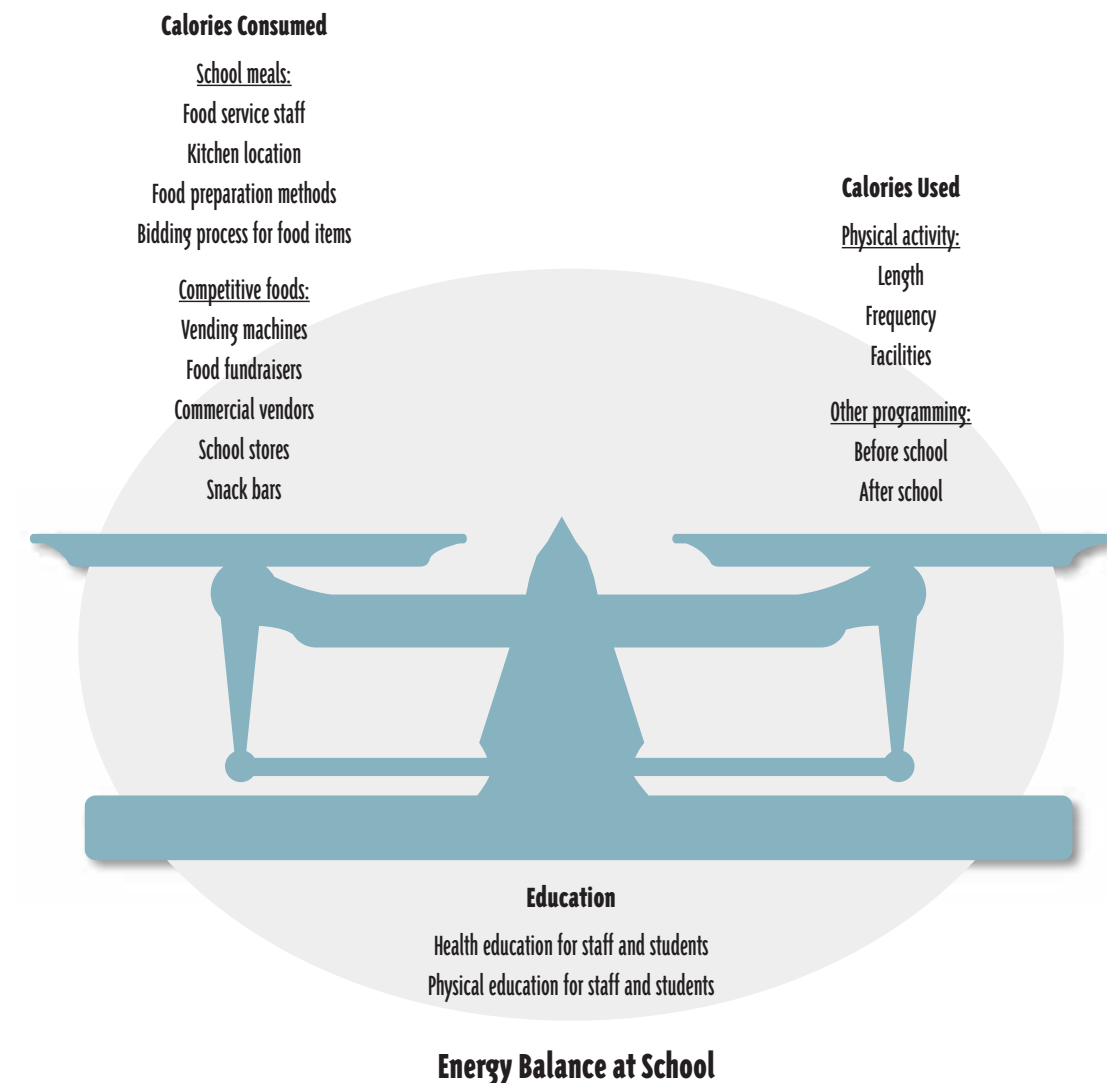 Calories Consumed
School meals:
Food service staff
Kitchen location
Food preparation methods
Bidding process for food items
Competitive foods:
Vending machines
Food fundraisers
Commercial vendors
School stores
Snack bars
Calories Used
Physical activity:
Length
Frequency
Facilities
Other programming:
Before school
After school
Education
Health education for staff and students
Physical education for staff and students
Energy Balance at School